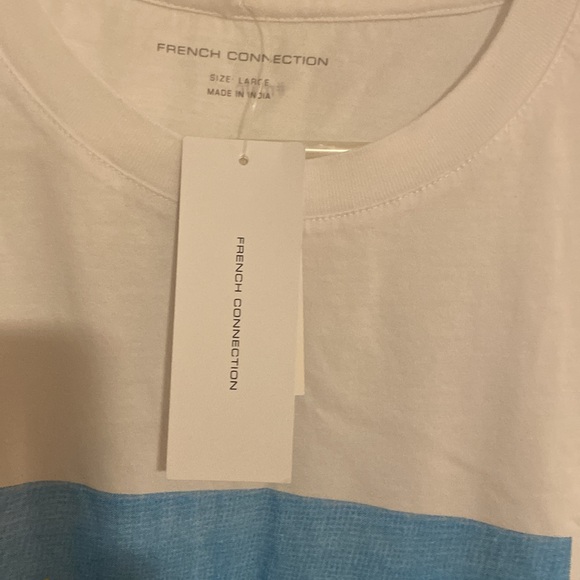 FRENCH CONNECTION
SIZE: LARGE
MADE IN INDIA
FRENCH CONNECTION